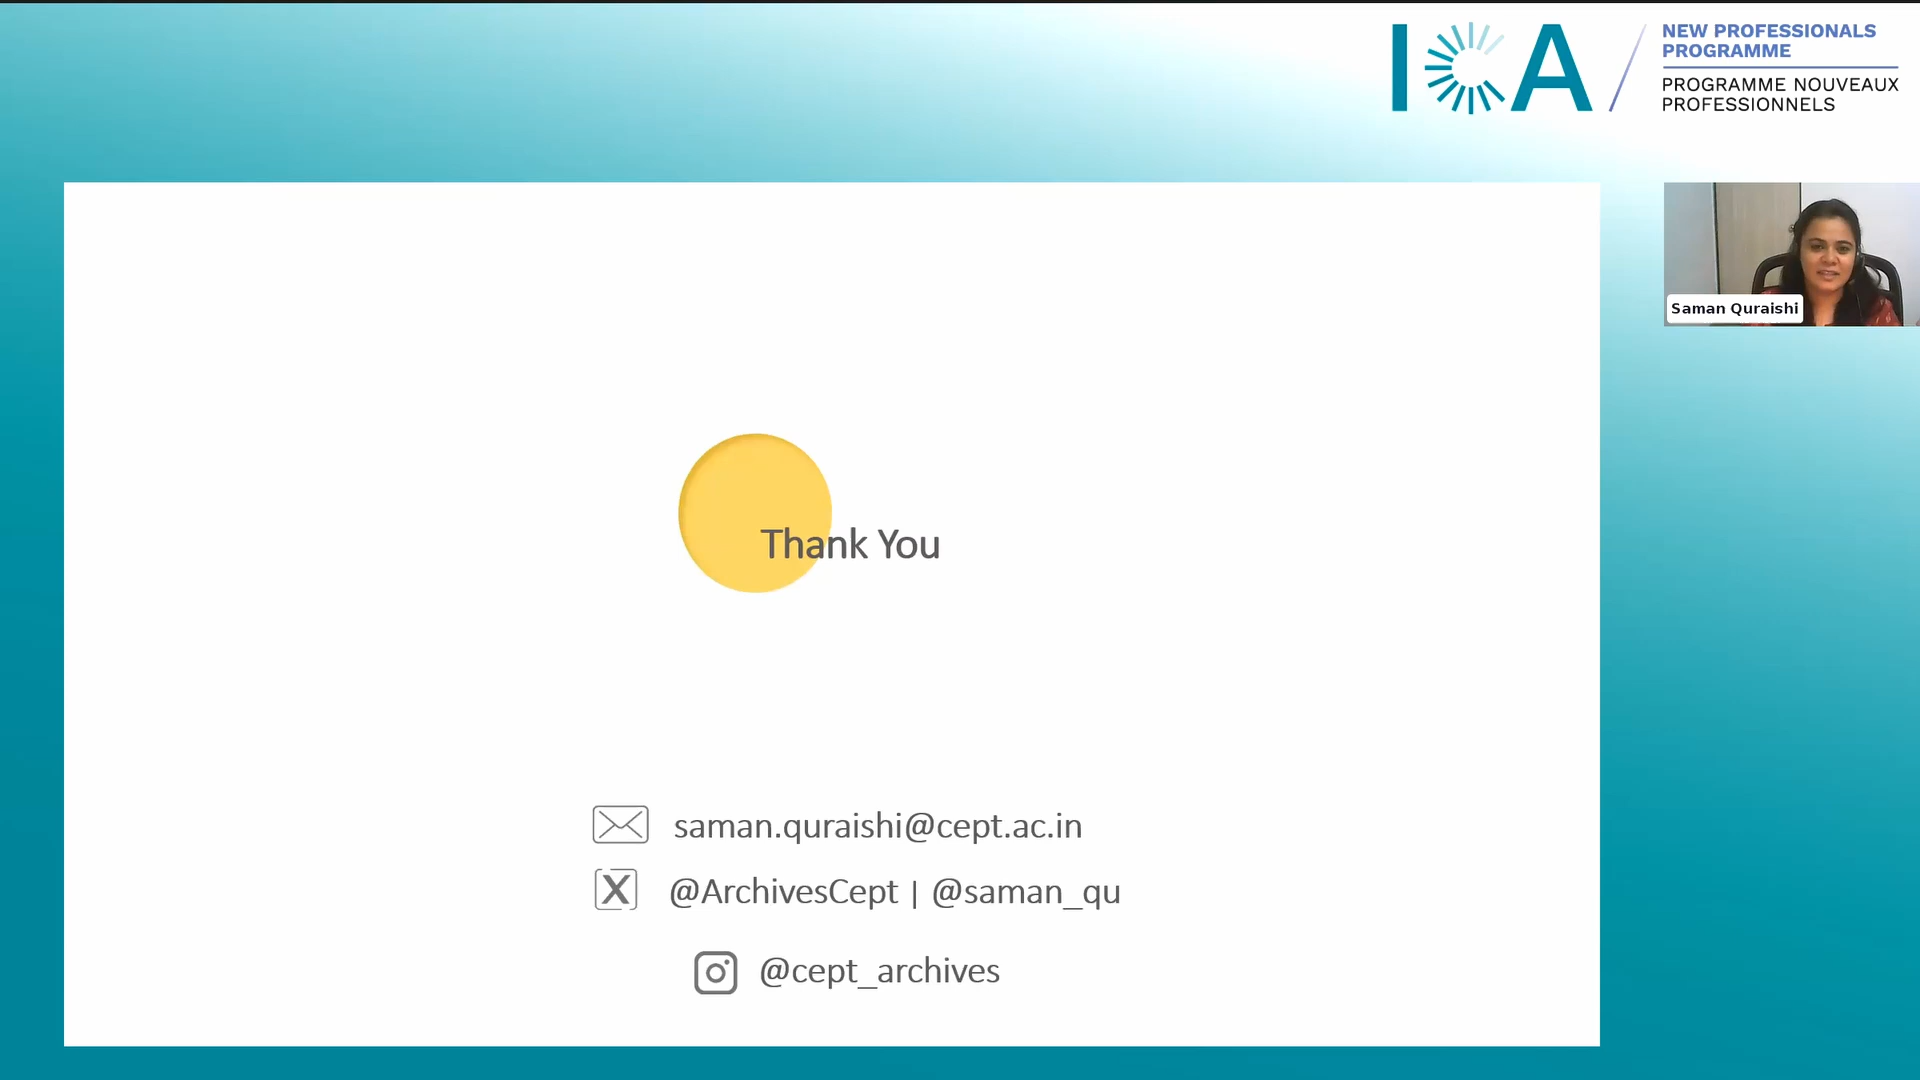 ICA
NEW PROFESSIONALS
PROGRAMME
PROGRAMME NOUVEAUX
PROFESSIONNELS
Saman Quraishi
Thank You
saman.quraishi@cept.ac.in
X @ArchivesCept | @saman_qu
@cept_archives